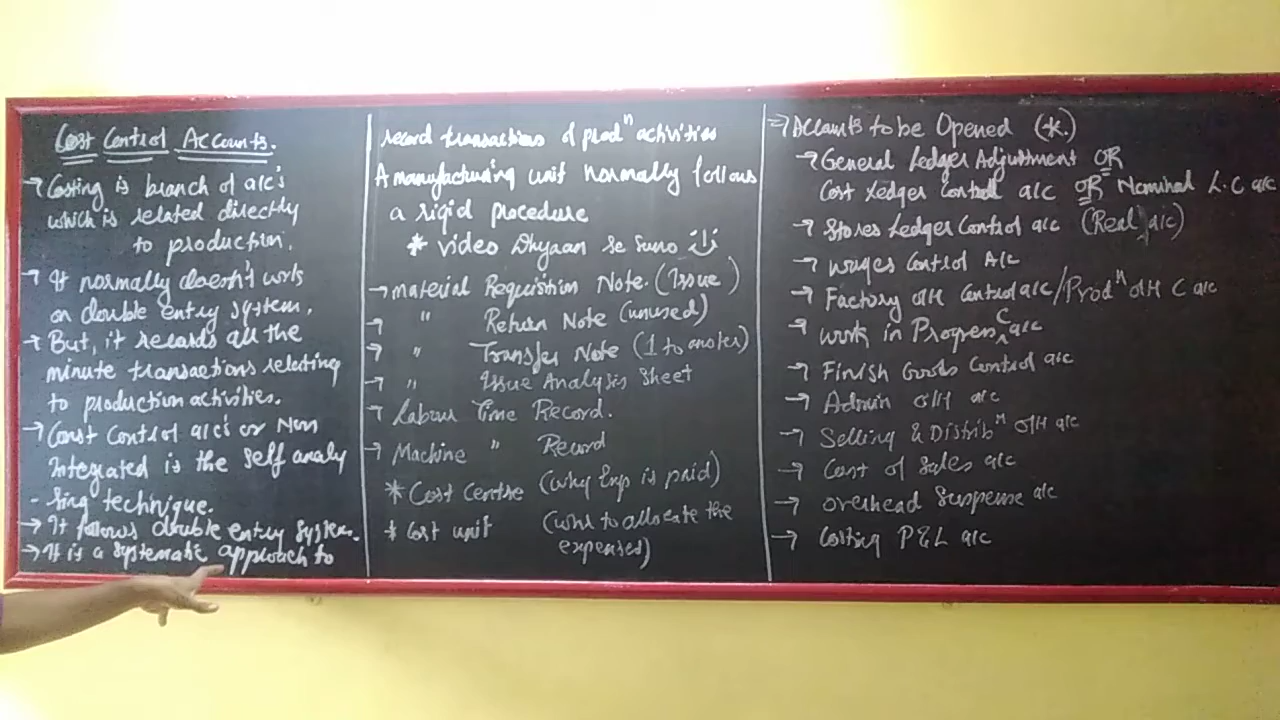 Cost Control Accounts.
→ Costing is branch of a/c's
which is related directly
to production.
→ It normally doesn't work
on double entry system.
→ But, it records all the
minute transactions relating
to production activities.
→ Const Control a/c's or Non
Integrated is the self analy
- sing technique.
→ It follows double entry system.
→ It is a systematic approach to
record transactions of prodⁿ activities
A manufacturing unit normally follows
a rigid procedure
* video Dhyaan se Suno
→ Material Requistion Note. (Issue)
→ " Return Note (unused)
→ " Transfer Note (1 to anoter)
→ " Issue Analysis Sheet
→ Labour Time Record.
→ Machine " Record
* Cost Centre (why Exp is paid)
* Cost unit (to allocate the
expenses)
⇒ Accounts to be Opened (*.)
→ General Ledger Adjustment OR
Cost Ledger Control a/c OR Nominal L.C a/c
→ Stores Ledger Control a/c (Real a/c)
→ Wages Control A/c
→ Factory O/H Control a/c/Prodⁿ O/H C a/c
→ Work in Progress C a/c
→ Finish Goods Control a/c
→ Admin O/H a/c
→ Selling & Distribⁿ O/H a/c
→ Cost of Sales a/c
→ Overhead Suspense a/c
→ Costing P&L a/c